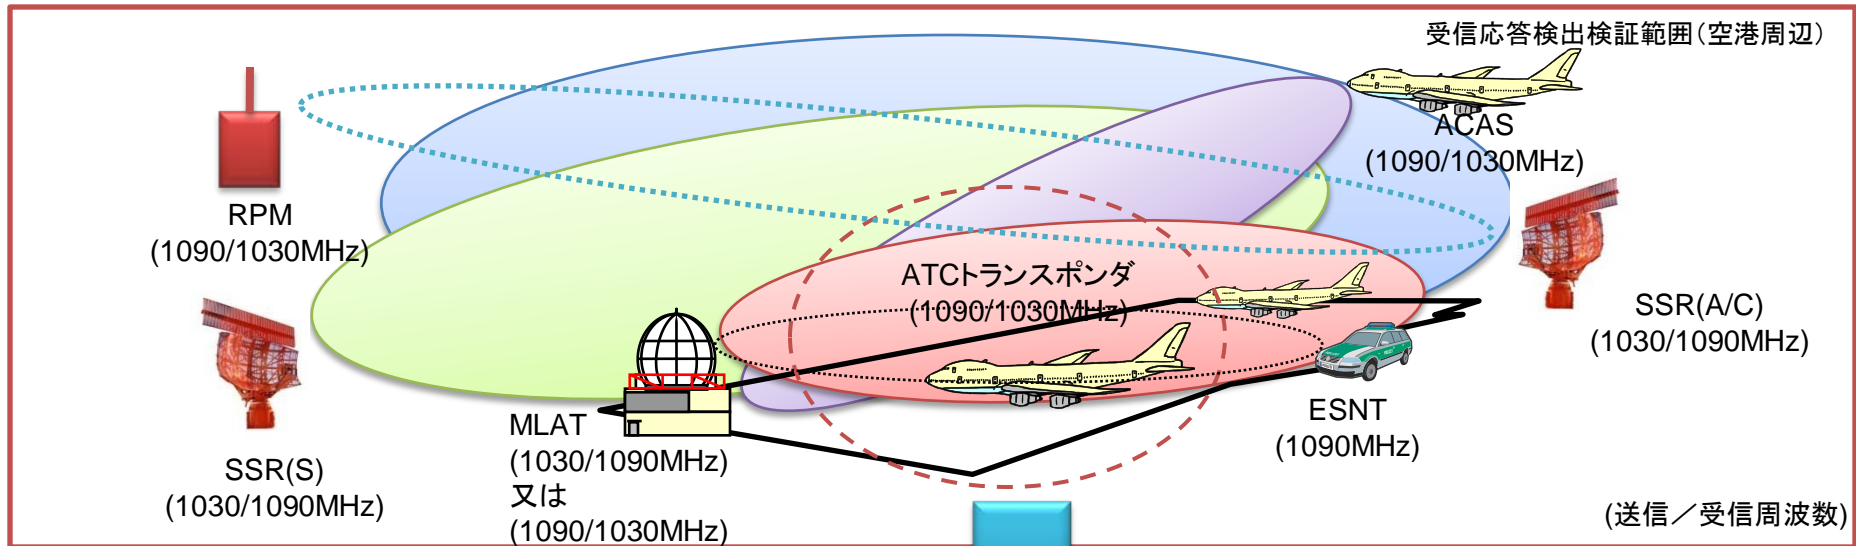 受信応答検出検証範囲（空港周辺）
ACAS
(1090/1030MHz)
RPM
(1090/1030MHz)
ATCトランスポンダ
(1090/1030MHz)
SSR(A/C)
(1030/1090MHz)
ESNT
(1090MHz)
MLAT
(1030/1090MHz)
又は
(1090/1030MHz)
SSR(S)
(1030/1090MHz)
(送信／受信周波数)